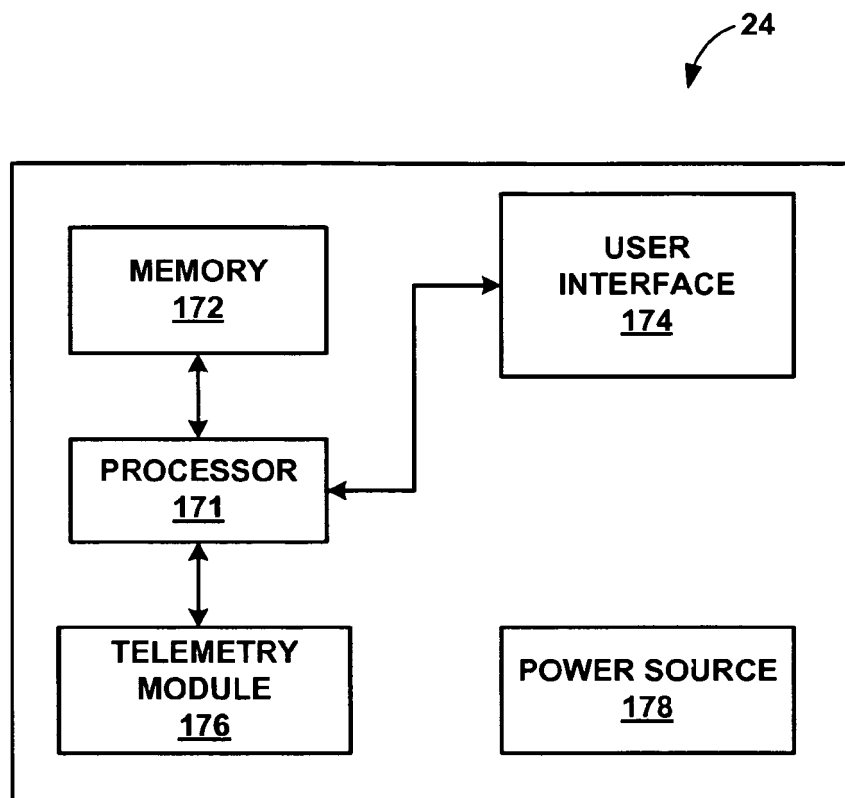 24
MEMORY
172
USER
INTERFACE
174
PROCESSOR
171
TELEMETRY
MODULE
176
POWER SOURCE
178